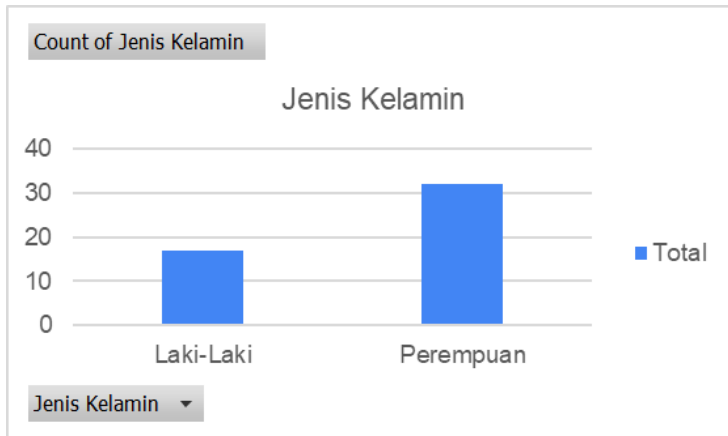 Count of Jenis Kelamin
Jenis Kelamin
40
30
20
10
0
Laki-Laki Perempuan
Total
Jenis Kelamin